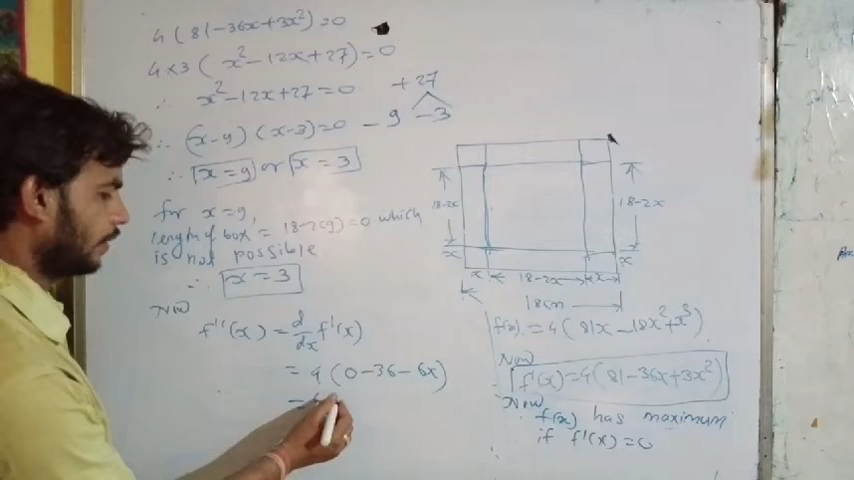 4(81-36x+3x²)=0
4×3(x²-12x+27)=0
∴ x²-12x+27=0
+27
-9 -3
∴ (x-9)(x-3)=0
∴ x=9 or x=3
for x=9,
length of box = 18-2(9)=0 which
is not possible
∴ x=3
Now
f''(x) = d/dx f'(x)
= 4(0-36-6x)
=
18-2x
18-2x
x
x
x 18-2x x
18cm
f(x)=4(81x-18x²+x³)
Now
f'(x)=4(81-36x+3x²)
Now
f(x) has maximum
if f'(x)=0